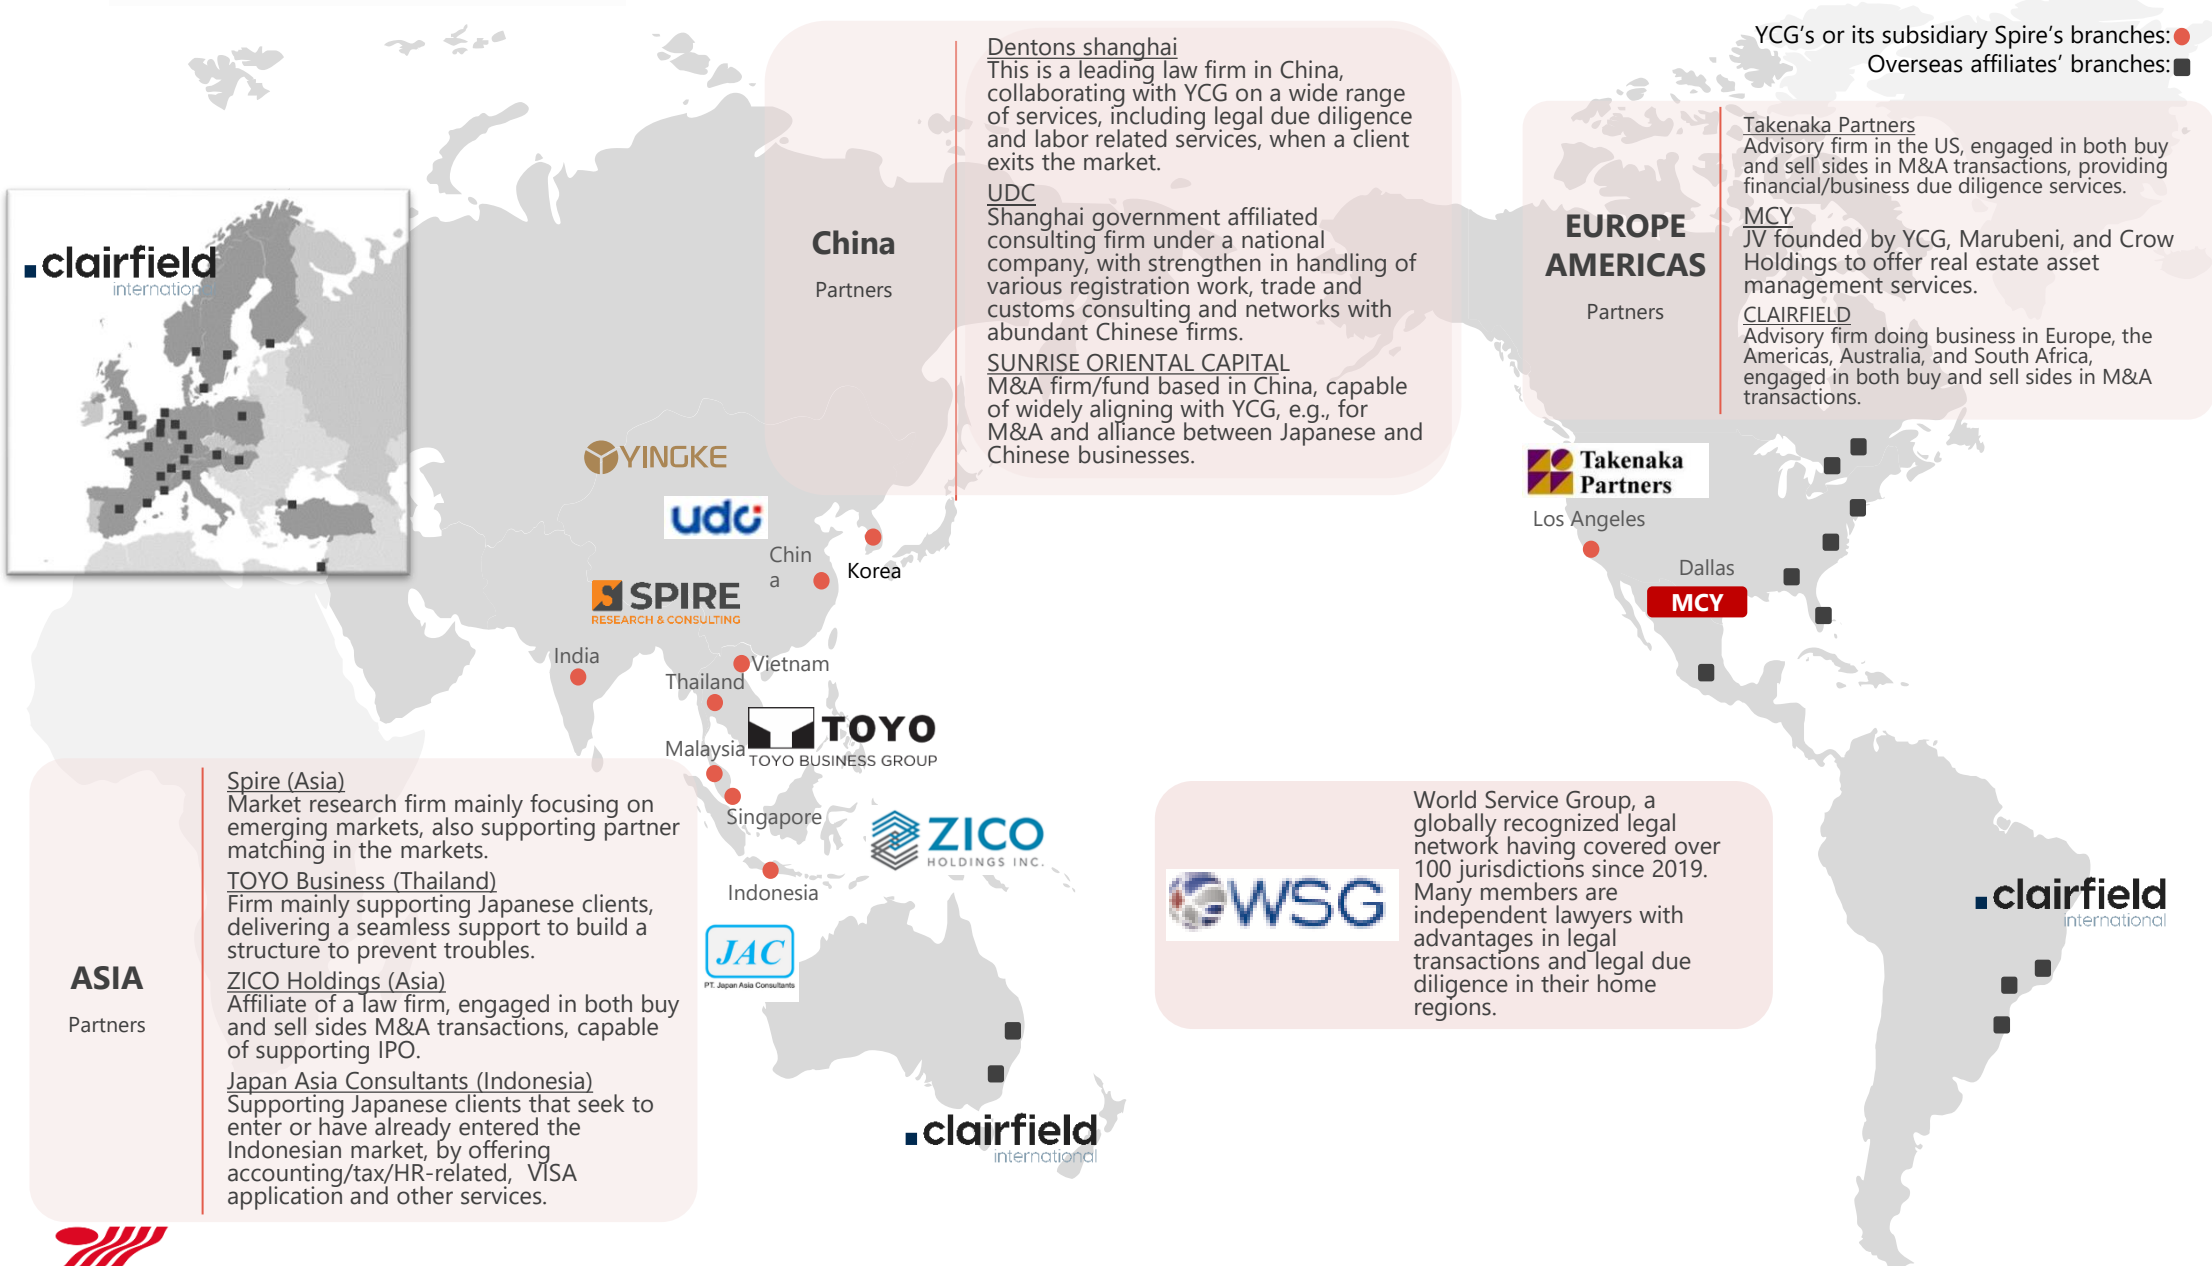 YCG's or its subsidiary Spire's branches:
Overseas affiliates' branches:
clairfield
international
China
Partners
Dentons shanghai
This is a leading law firm in China,
collaborating with YCG on a wide range
of services, including legal due diligence
and labor related services, when a client
exits the market.
UDC
Shanghai government affiliated
consulting firm under a national
company, with strengthen in handling of
various registration work, trade and
customs consulting and networks with
abundant Chinese firms.
SUNRISE ORIENTAL CAPITAL
M&A firm/fund based in China, capable
of widely aligning with YCG, e.g., for
M&A and alliance between Japanese and
Chinese businesses.
EUROPE
AMERICAS
Partners
Takenaka Partners
Advisory firm in the US, engaged in both buy
and sell sides in M&A transactions, providing
financial/business due diligence services.
MCY
JV founded by YCG, Marubeni, and Crow
Holdings to offer real estate asset
management services.
CLAIRFIELD
Advisory firm doing business in Europe, the
Americas, Australia, and South Africa,
engaged in both buy and sell sides in M&A
transactions.
YINGKE
udc
SPIRE
RESEARCH & CONSULTING
Chin
a
Korea
India
Vietnam
Thailand
Malaysia
TOYO
TOYO BUSINESS GROUP
Singapore
Indonesia
ZICO
HOLDINGS INC.
JAC
PT. Japan Asia Consultants
Takenaka
Partners
Los Angeles
Dallas
MCY
ASIA
Partners
Spire (Asia)
Market research firm mainly focusing on
emerging markets, also supporting partner
matching in the markets.
TOYO Business (Thailand)
Firm mainly supporting Japanese clients,
delivering a seamless support to build a
structure to prevent troubles.
ZICO Holdings (Asia)
Affiliate of a law firm, engaged in both buy
and sell sides M&A transactions, capable
of supporting IPO.
Japan Asia Consultants (Indonesia)
Supporting Japanese clients that seek to
enter or have already entered the
Indonesian market, by offering
accounting/tax/HR-related, VISA
application and other services.
WSG
World Service Group, a
globally recognized legal
network having covered over
100 jurisdictions since 2019.
Many members are
independent lawyers with
advantages in legal
transactions and legal due
diligence in their home
regions.
clairfield
international
clairfield
international